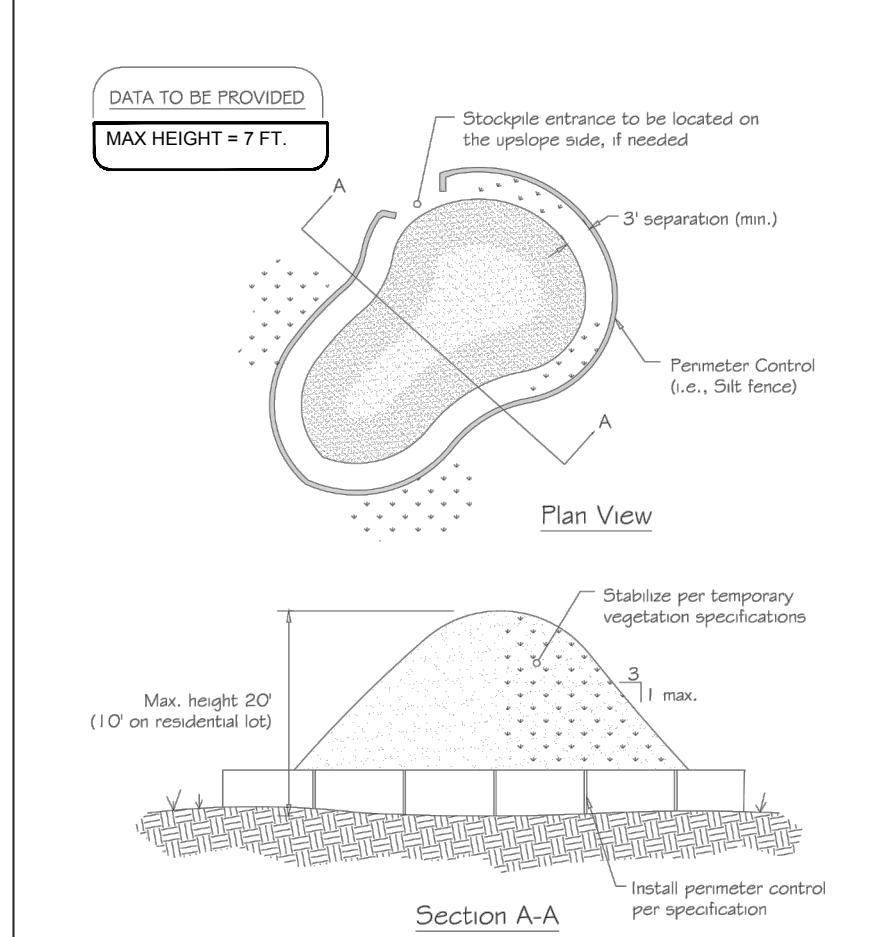 DATA TO BE PROVIDED
MAX HEIGHT = 7 FT.
Stockpile entrance to be located on
the upslope side, if needed
A
3' separation (min.)
Perimeter Control
(i.e., Silt fence)
A
Plan View
Stabilize per temporary
vegetation specifications
3
1 max.
Max. height 20'
(10' on residential lot)
Install perimeter control
per specification
Section A-A